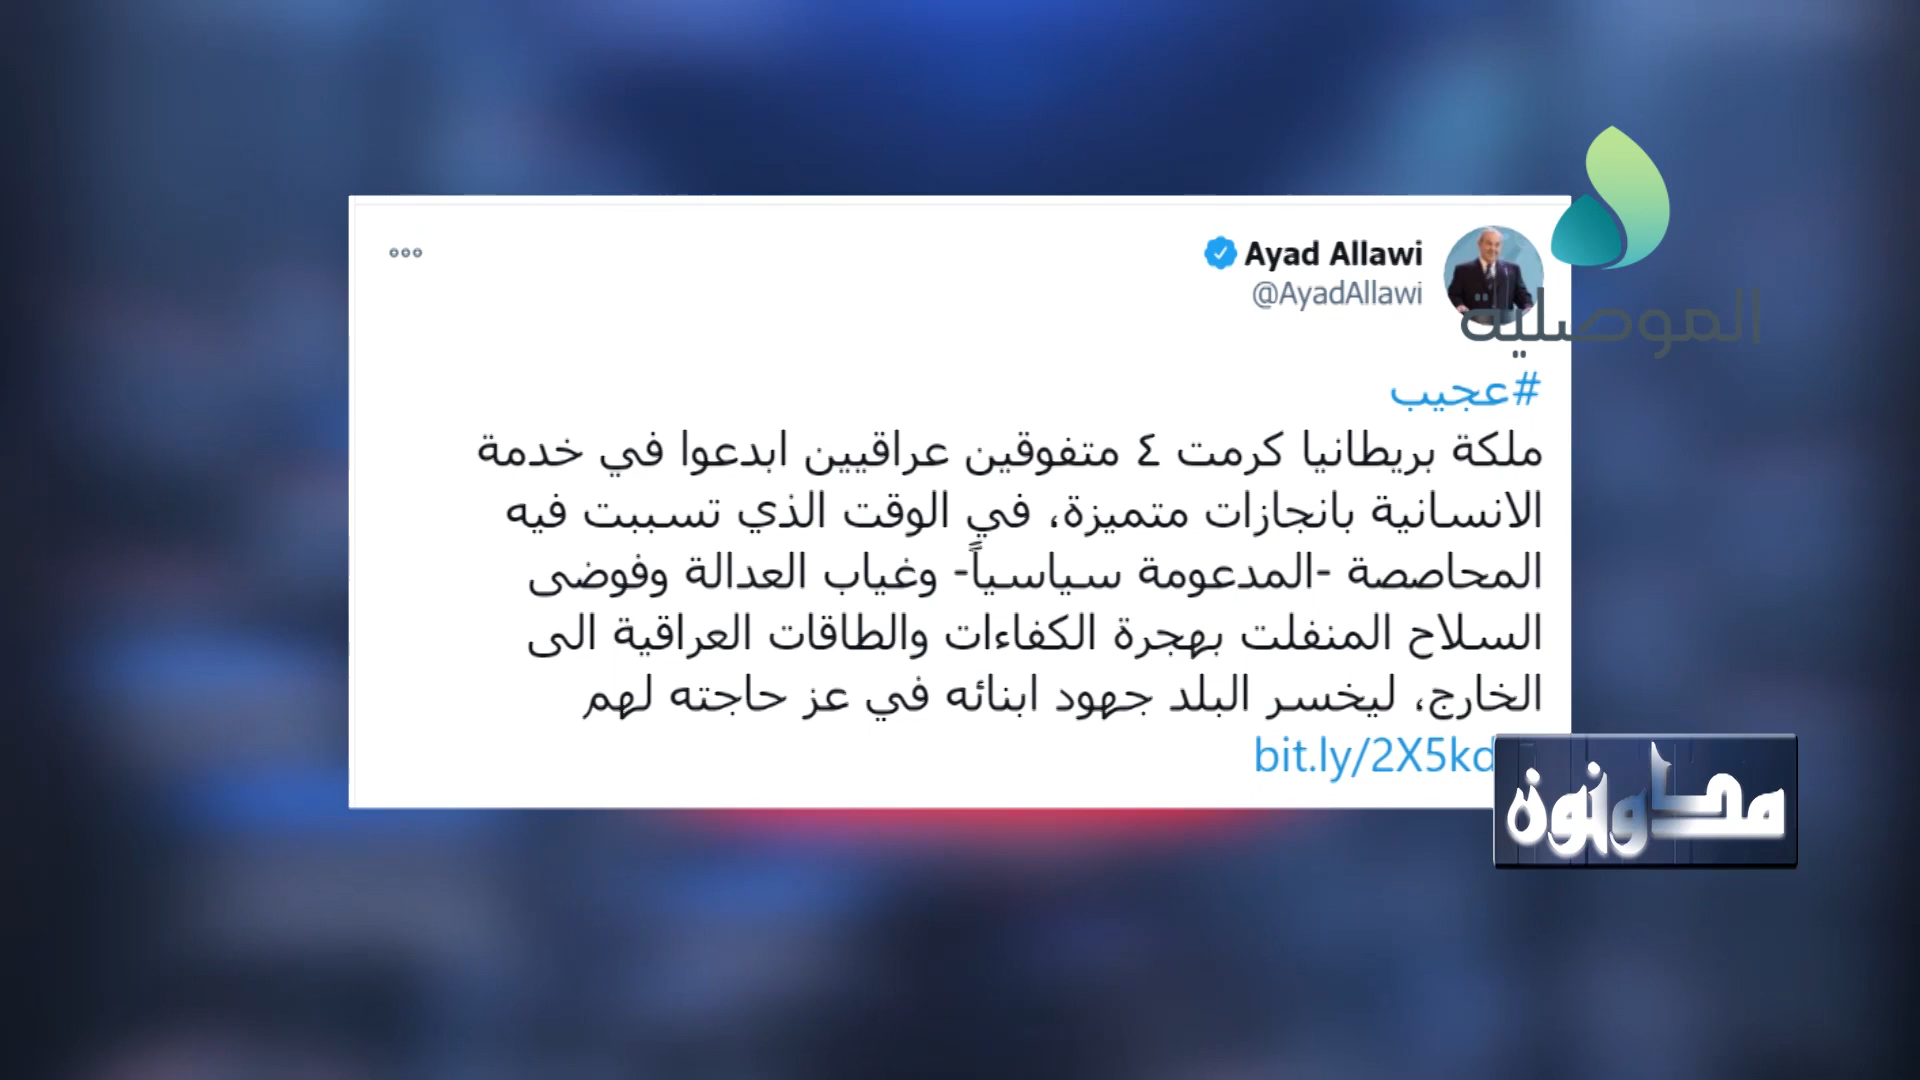 Ayad Allawi
@AyadAllawi
الموصلية
#عجيب
ملكة بريطانيا كرمت ٤ متفوقين عراقيين ابدعوا في خدمة
الانسانية بانجازات متميزة، في الوقت الذي تسببت فيه
المحاصصة -المدعومة سياسياً- وغياب العدالة وفوضى
السلاح المنفلت بهجرة الكفاءات والطاقات العراقية الى
الخارج، ليخسر البلد جهود ابنائه في عز حاجته لهم
bit.ly/2X5kd